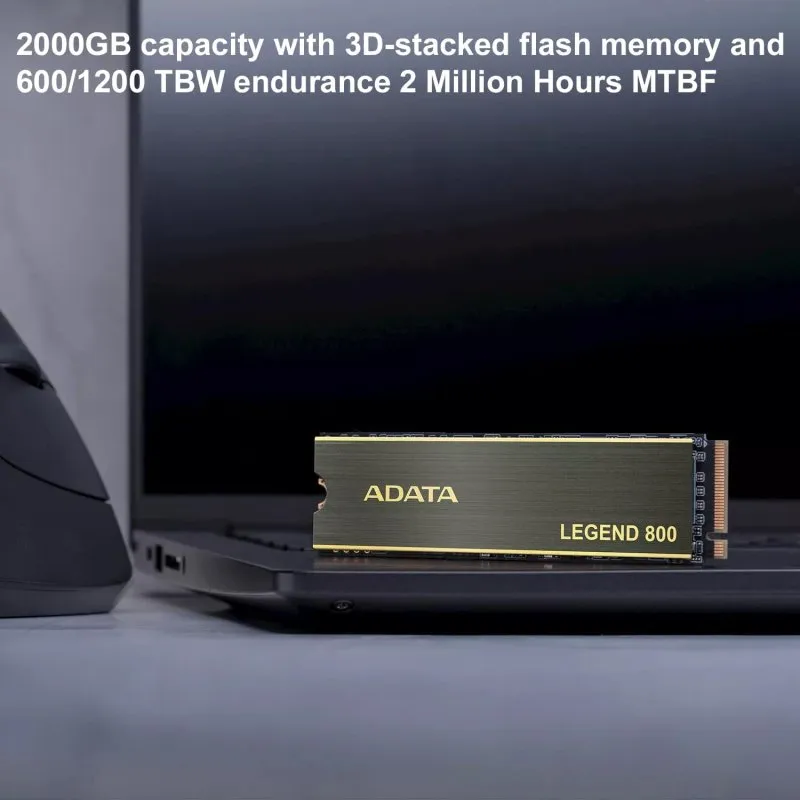 2000GB capacity with 3D-stacked flash memory and
600/1200 TBW endurance 2 Million Hours MTBF
ADATA
LEGEND 800